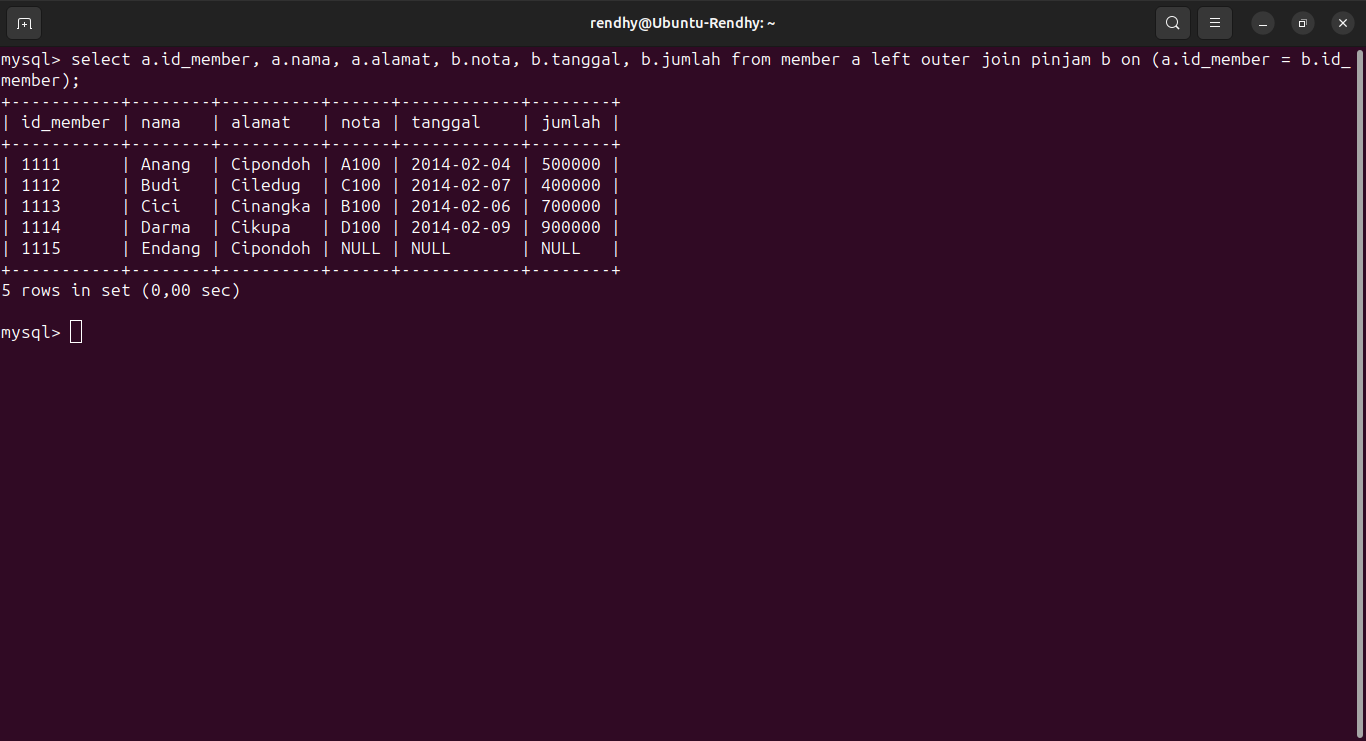 rendhy@Ubuntu-Rendhy: ~
mysql> select a.id_member, a.nama, a.alamat, b.nota, b.tanggal, b.jumlah from member a left outer join pinjam b on (a.id_member = b.id_
member);
+-----------+--------+----------+------+------------+--------+
| id_member | nama   | alamat   | nota | tanggal    | jumlah |
+-----------+--------+----------+------+------------+--------+
| 1111      | Anang  | Cipondoh | A100 | 2014-02-04 | 500000 |
| 1112      | Budi   | Ciledug  | C100 | 2014-02-07 | 400000 |
| 1113      | Cici   | Cinangka | B100 | 2014-02-06 | 700000 |
| 1114      | Darma  | Cikupa   | D100 | 2014-02-09 | 900000 |
| 1115      | Endang | Cipondoh | NULL | NULL       | NULL   |
+-----------+--------+----------+------+------------+--------+
5 rows in set (0,00 sec)
mysql>